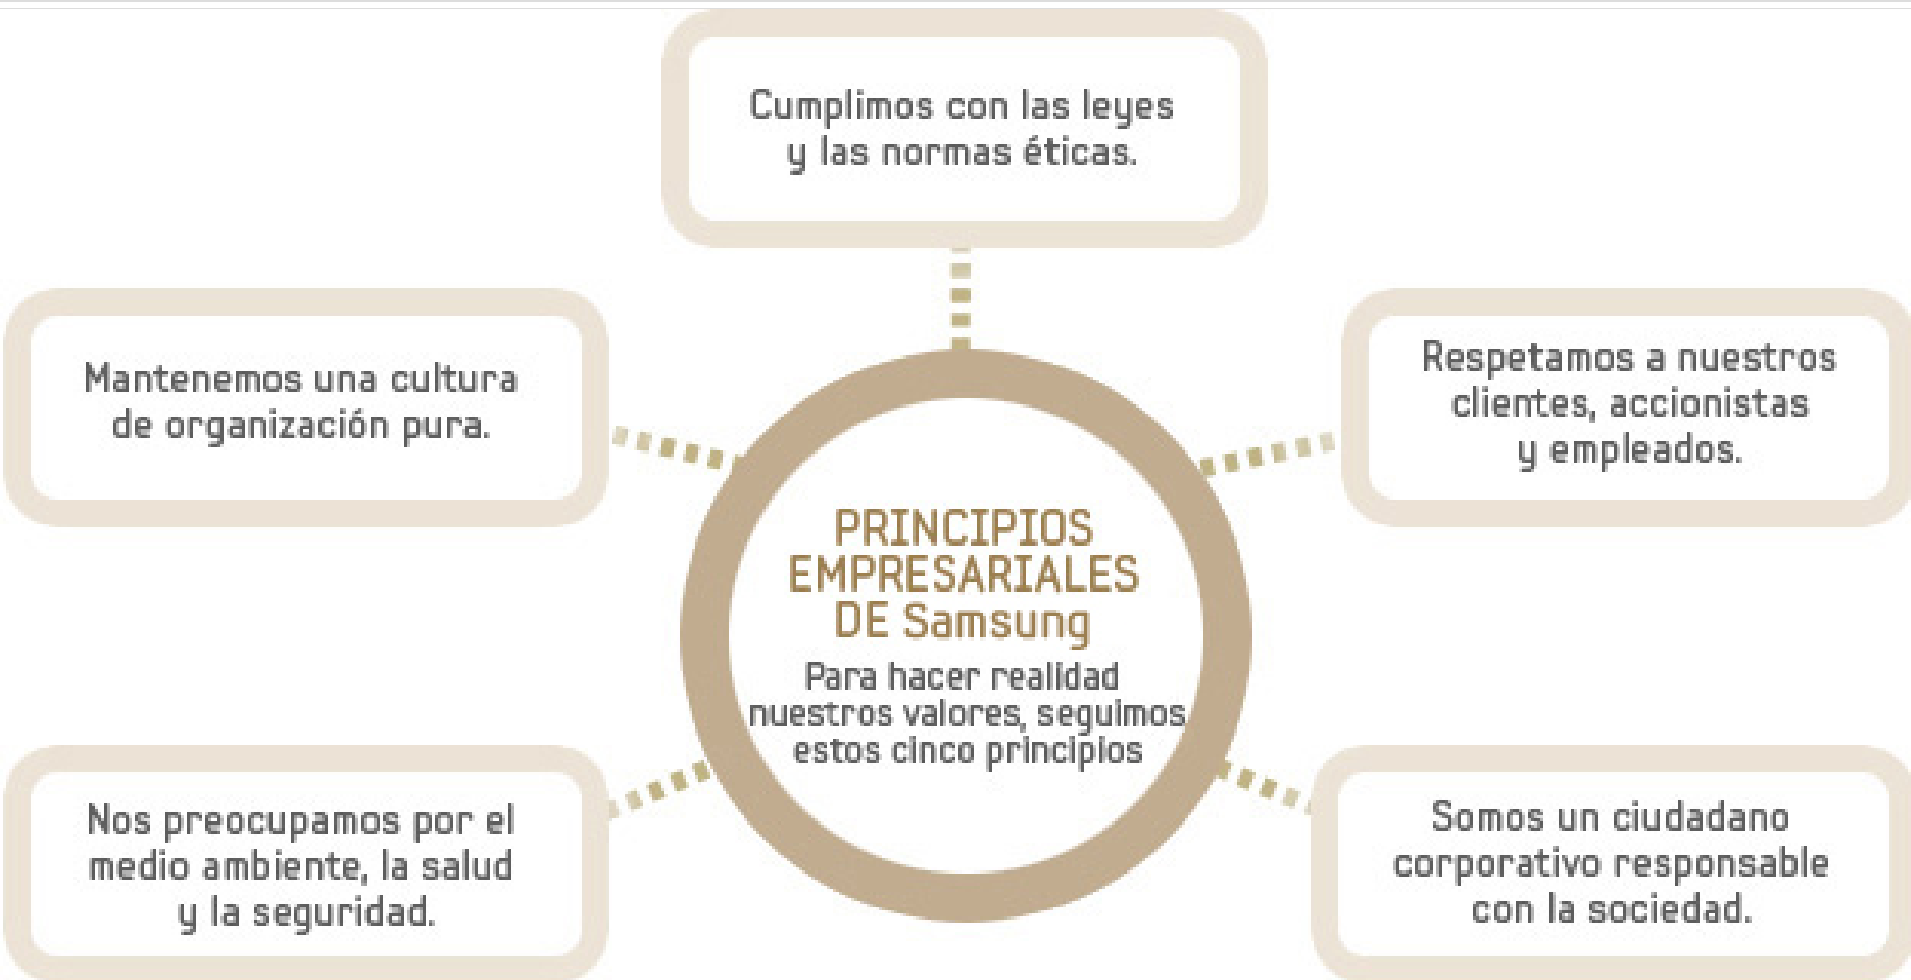 Cumplimos con las leyes
y las normas éticas.
Mantenemos una cultura
de organización pura.
Respetamos a nuestros
clientes, accionistas
y empleados.
PRINCIPIOS
EMPRESARIALES
DE Samsung
Para hacer realidad
nuestros valores, seguimos
estos cinco principios
Nos preocupamos por el
medio ambiente, la salud
y la seguridad.
Somos un ciudadano
corporativo responsable
con la sociedad.